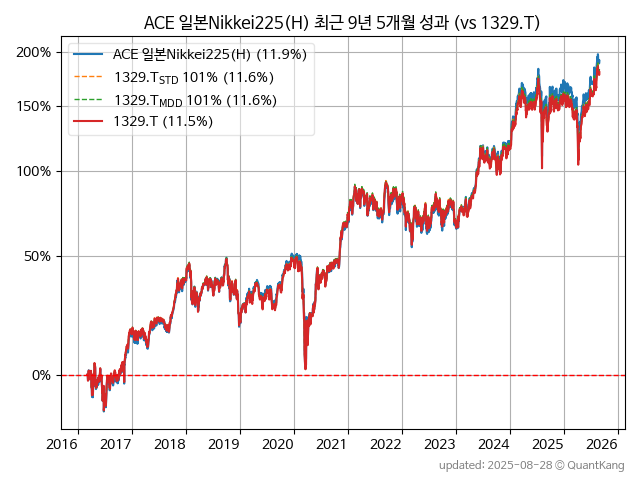 ACE 일본Nikkei225(H) 최근 9년 5개월 성과 (vs 1329.T)
200%
150%
100%
50%
0%
ACE 일본Nikkei225(H) (11.9%)
1329.TSTD 101% (11.6%)
1329.TMDD 101% (11.6%)
1329.T (11.5%)
2016 2017 2018 2019 2020 2021 2022 2023 2024 2025 2026
updated: 2025-08-28 © QuantKang